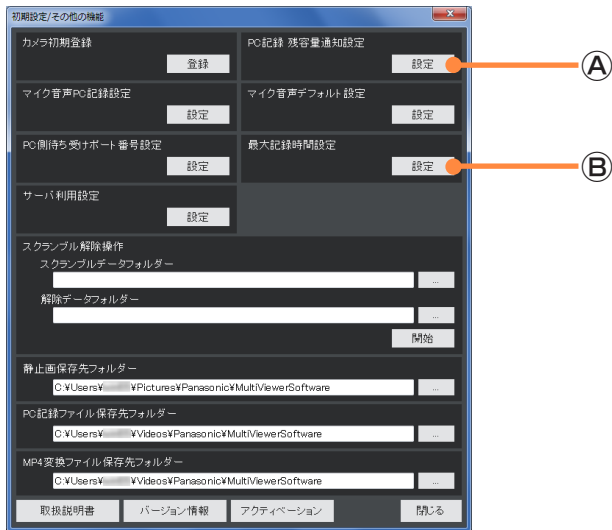 初期設定/その他の機能
カメラ初期登録
登録
PC記録 残容量通知設定
設定
Ⓐ
マイク音声PC記録設定
設定
マイク音声デフォルト設定
設定
PC側待ち受けポート番号設定
設定
最大記録時間設定
設定
Ⓑ
サーバ利用設定
設定
スクランブル解除操作
スクランブルデータフォルダー
...
解除データフォルダー
...
開始
静止画保存先フォルダー
C:¥Users¥ ¥Pictures¥Panasonic¥MultiViewerSoftware
...
PC記録ファイル保存先フォルダー
C:¥Users¥ ¥Videos¥Panasonic¥MultiViewerSoftware
...
MP4変換ファイル保存先フォルダー
C:¥Users¥ ¥Videos¥Panasonic¥MultiViewerSoftware
...
取扱説明書 バージョン情報 アクティベーション 閉じる